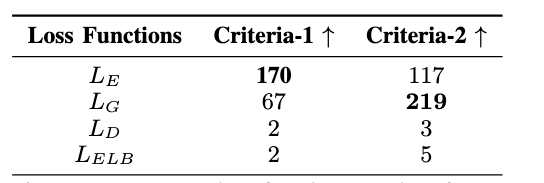 Loss Functions Criteria-1 ↑ Criteria-2 ↑
L_E 170 117
L_G 67 219
L_D 2 3
L_ELB 2 5